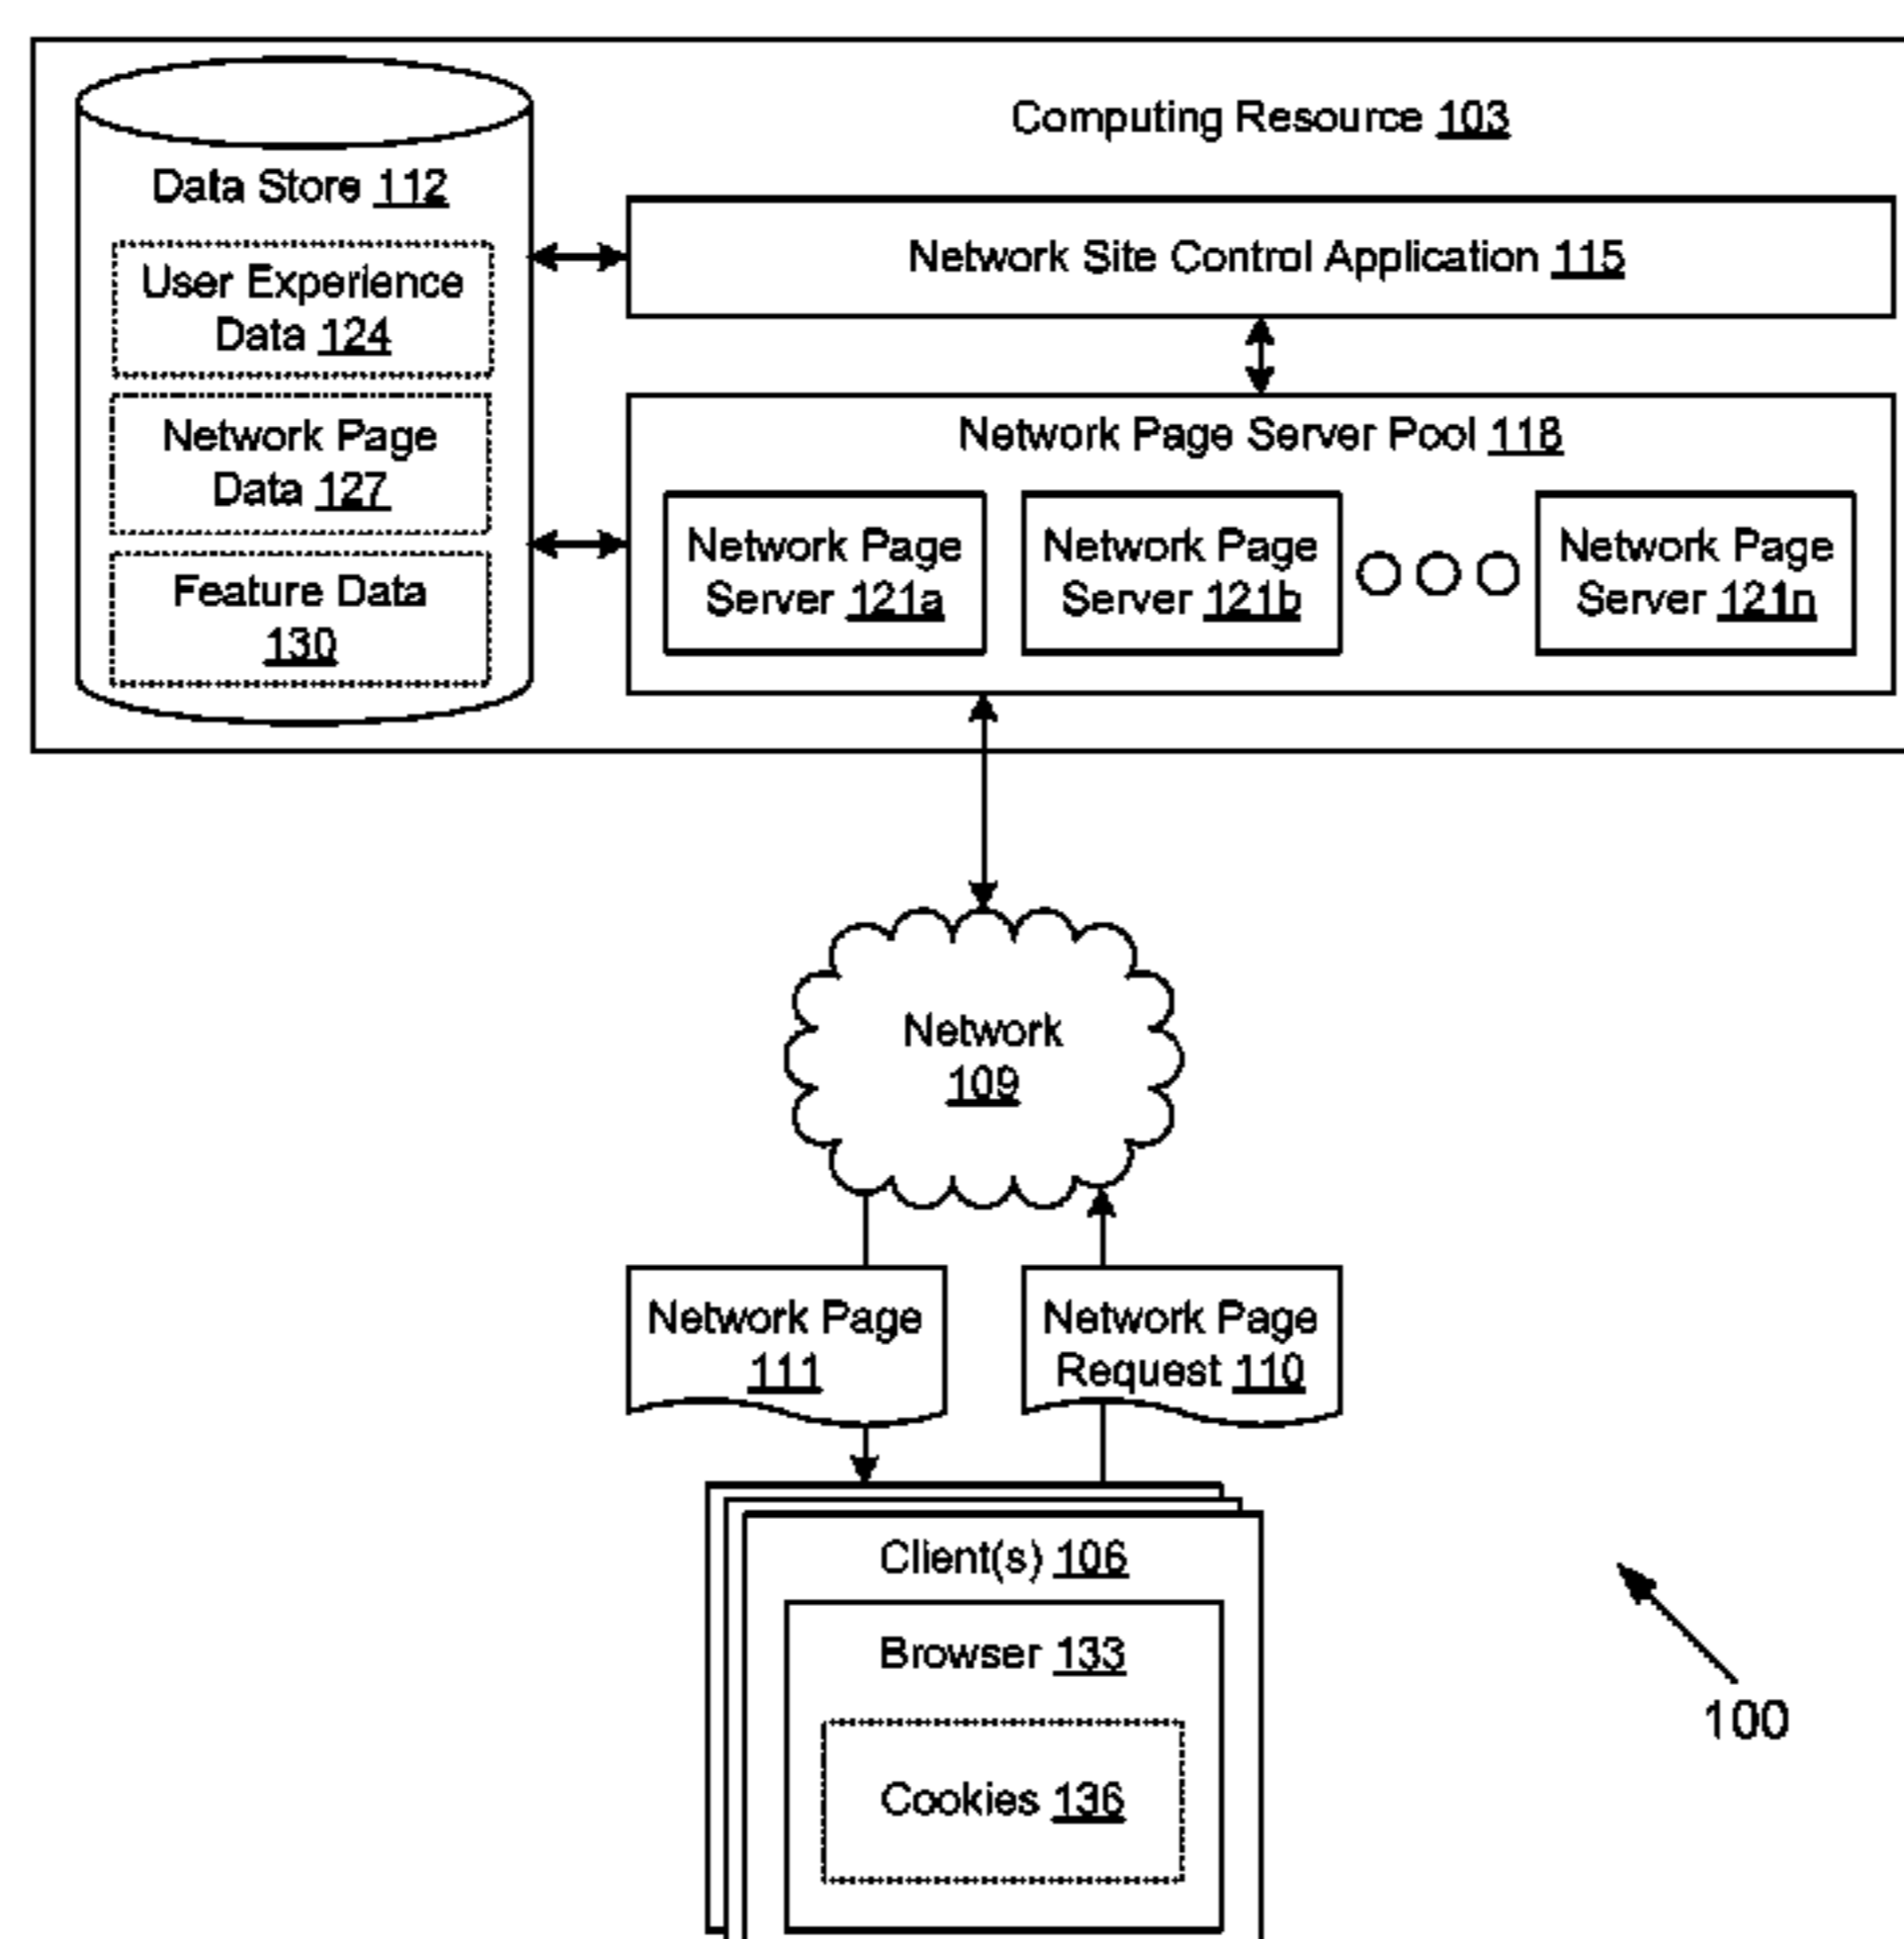 Computing Resource 103
Data Store 112
User Experience
Data 124
Network Page
Data 127
Feature Data
130
Network Site Control Application 115
Network Page Server Pool 118
Network Page
Server 121a
Network Page
Server 121b
Network Page
Server 121n
Network
109
Network Page
111
Network Page
Request 110
Client(s) 106
Browser 133
Cookies 136
100